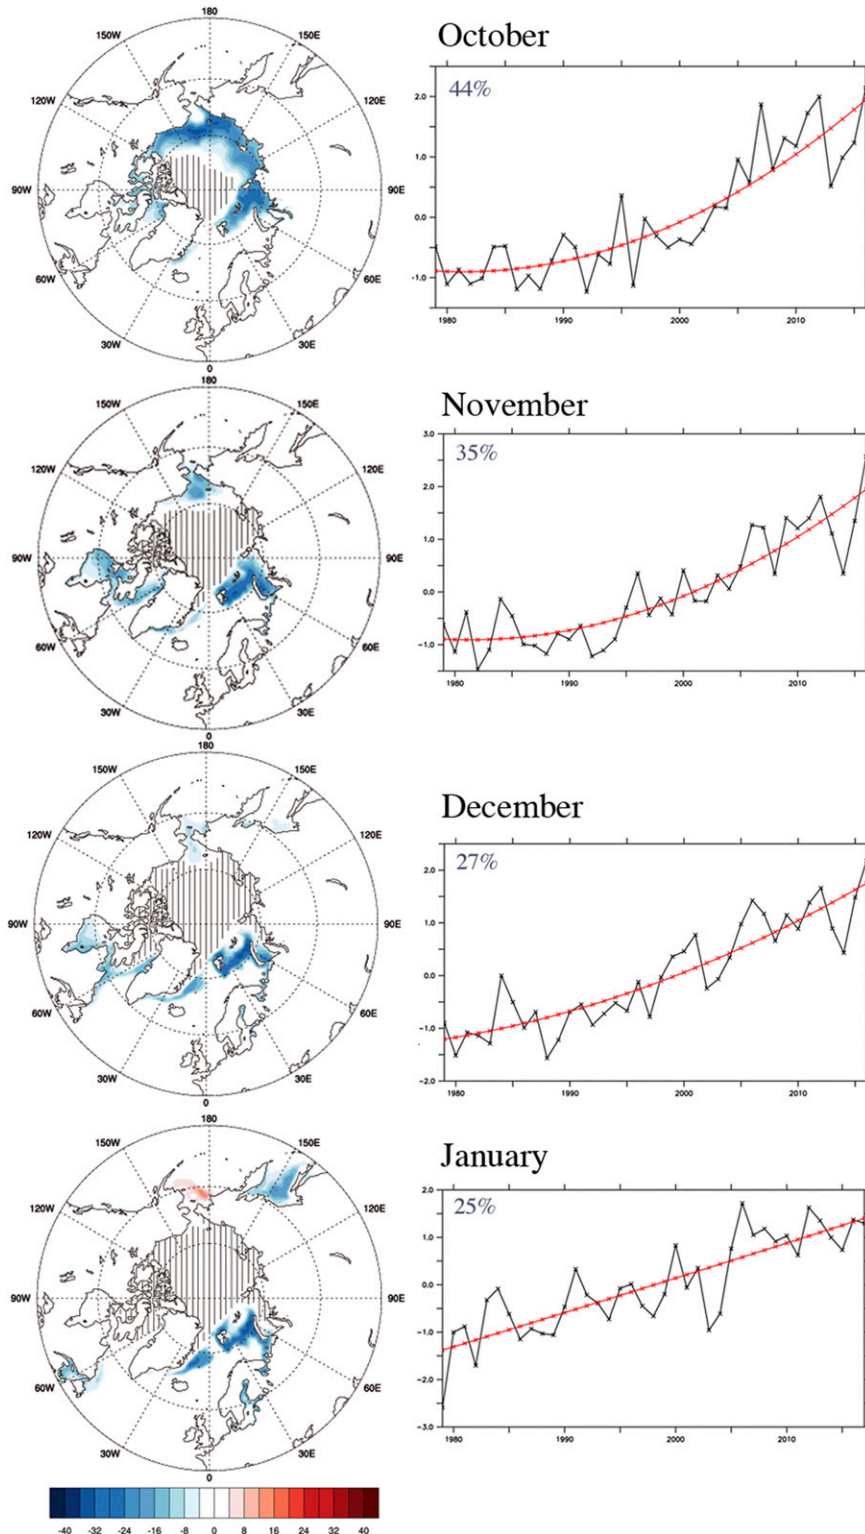 180
150W
150E
120W
120E
90W
90E
60W
60E
30W
30E
0
October
44%
2.0
1.0
0.0
-1.0
1980
1990
2000
2010
180
150W
150E
120W
120E
90W
90E
60W
60E
30W
30E
0
November
35%
3.0
2.0
1.0
0.0
-1.0
1980
1990
2000
2010
180
150W
150E
120W
120E
90W
90E
60W
60E
30W
30E
0
December
27%
2.0
1.0
0.0
-1.0
-2.0
1980
1990
2000
2010
180
150W
150E
120W
120E
90W
90E
60W
60E
30W
30E
0
January
25%
2.0
1.0
0.0
-1.0
-2.0
-3.0
1980
1990
2000
2010
-40 -32 -24 -16 -8 0 8 16 24 32 40